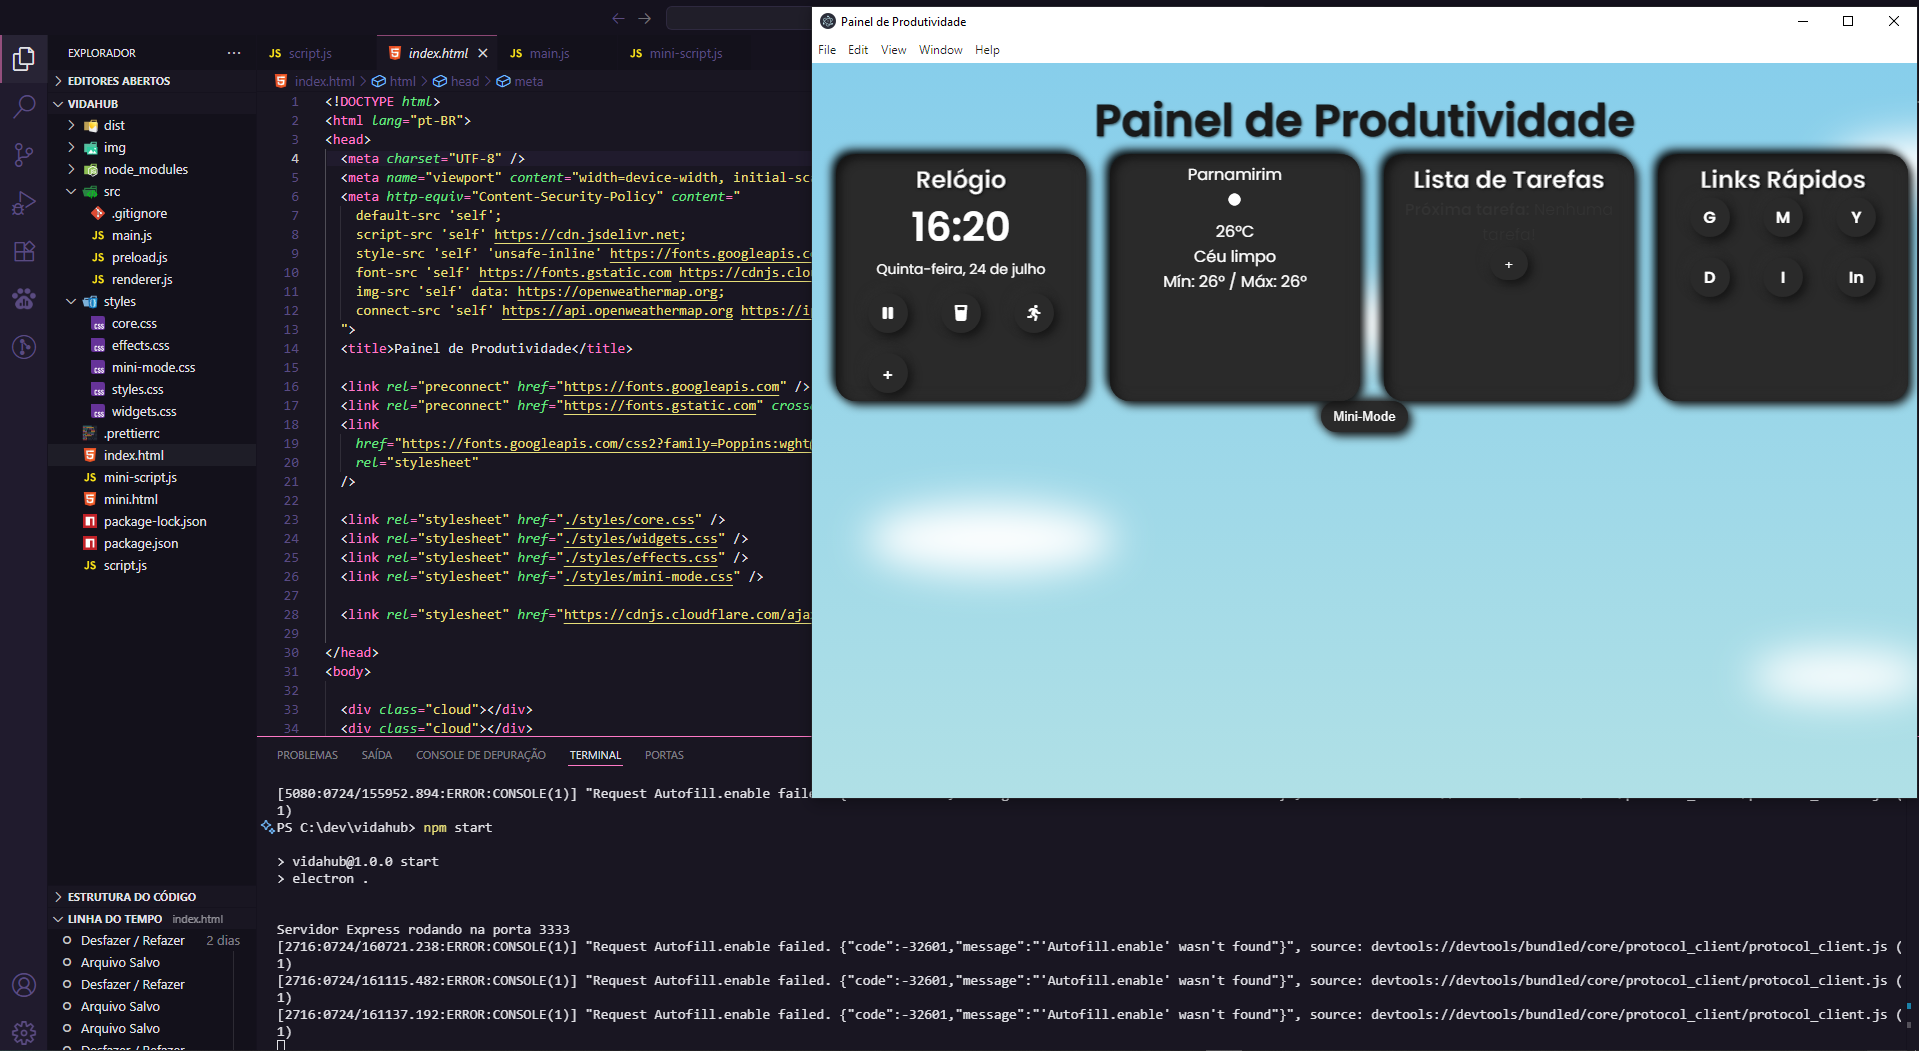 EXPLORADOR
EDITORES ABERTOS
VIDAHUB
dist
img
node_modules
src
.gitignore
JS main.js
JS preload.js
JS renderer.js
styles
core.css
effects.css
mini-mode.css
styles.css
widgets.css
.prettierrc
index.html
JS mini-script.js
mini.html
package-lock.json
package.json
JS script.js
ESTRUTURA DO CÓDIGO
LINHA DO TEMPO index.html
Desfazer / Refazer 2 dias
Arquivo Salvo
Desfazer / Refazer
Arquivo Salvo
Arquivo Salvo
Desfazer / Refazer
JS script.js
index.html
JS main.js
JS mini-script.js
index.html > html > head > meta
1 <!DOCTYPE html>
2 <html lang="pt-BR">
3 <head>
4 <meta charset="UTF-8" />
5 <meta name="viewport" content="width=device-width, initial-sc
6 <meta http-equiv="Content-Security-Policy" content="
7 default-src 'self';
8 script-src 'self' https://cdn.jsdelivr.net;
9 style-src 'self' 'unsafe-inline' https://fonts.googleapis.c
10 font-src 'self' https://fonts.gstatic.com https://cdnjs.clo
11 img-src 'self' data: https://openweathermap.org;
12 connect-src 'self' https://api.openweathermap.org https://i
13 ">
14 <title>Painel de Produtividade</title>
15
16 <link rel="preconnect" href="https://fonts.googleapis.com" />
17 <link rel="preconnect" href="https://fonts.gstatic.com" cross
18 <link
19 href="https://fonts.googleapis.com/css2?family=Poppins:wght
20 rel="stylesheet"
21 />
22
23 <link rel="stylesheet" href="./styles/core.css" />
24 <link rel="stylesheet" href="./styles/widgets.css" />
25 <link rel="stylesheet" href="./styles/effects.css" />
26 <link rel="stylesheet" href="./styles/mini-mode.css" />
27
28 <link rel="stylesheet" href="https://cdnjs.cloudflare.com/aja
29
30 </head>
31 <body>
32
33 <div class="cloud"></div>
34 <div class="cloud"></div>
Painel de Produtividade
File Edit View Window Help
Painel de Produtividade
Relógio
16:20
Quinta-feira, 24 de julho
+
Parnamirim
26°C
Céu limpo
Mín: 26° / Máx: 26°
Lista de Tarefas
Próxima tarefa: Nenhuma
tarefa!
+
Links Rápidos
G M Y
D I In
Mini-Mode
PROBLEMAS SAÍDA CONSOLE DE DEPURAÇÃO TERMINAL PORTAS
[5080:0724/155952.894:ERROR:CONSOLE(1)] "Request Autofill.enable faile
1)
PS C:\dev\vidahub> npm start
> vidahub@1.0.0 start
> electron .
Servidor Express rodando na porta 3333
[2716:0724/160721.238:ERROR:CONSOLE(1)] "Request Autofill.enable failed. {"code":-32601,"message":"'Autofill.enable' wasn't found"}", source: devtools://devtools/bundled/core/protocol_client/protocol_client.js (
1)
[2716:0724/161115.482:ERROR:CONSOLE(1)] "Request Autofill.enable failed. {"code":-32601,"message":"'Autofill.enable' wasn't found"}", source: devtools://devtools/bundled/core/protocol_client/protocol_client.js (
1)
[2716:0724/161137.192:ERROR:CONSOLE(1)] "Request Autofill.enable failed. {"code":-32601,"message":"'Autofill.enable' wasn't found"}", source: devtools://devtools/bundled/core/protocol_client/protocol_client.js (
1)